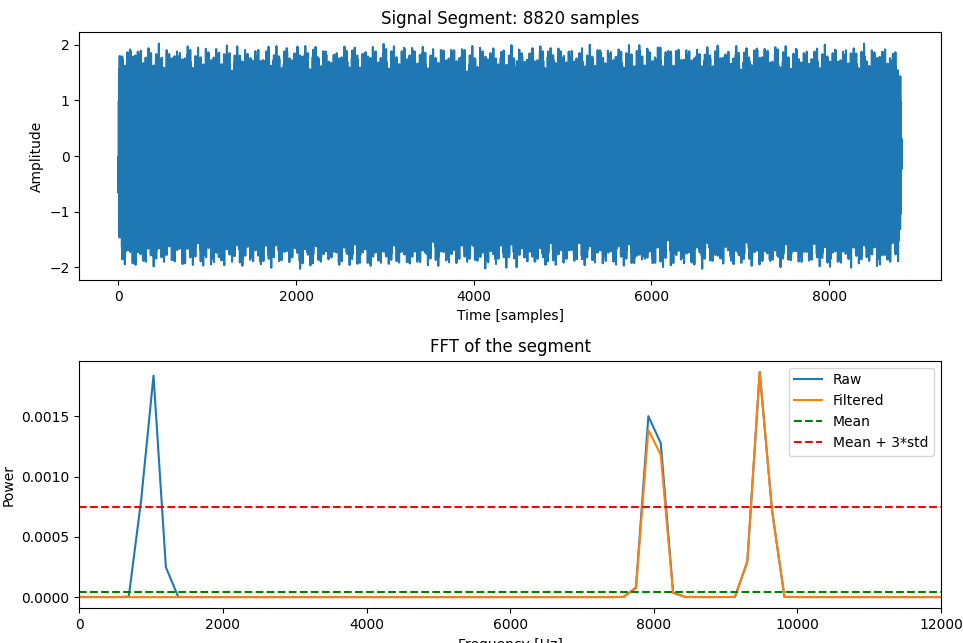 Signal Segment: 8820 samples
2
1
0
−1
−2
Amplitude
0 2000 4000 6000 8000
Time [samples]
FFT of the segment
0.0015
0.0010
0.0005
0.0000
Power
Raw
Filtered
Mean
Mean + 3*std
0 2000 4000 6000 8000 10000 12000
Frequency [Hz]